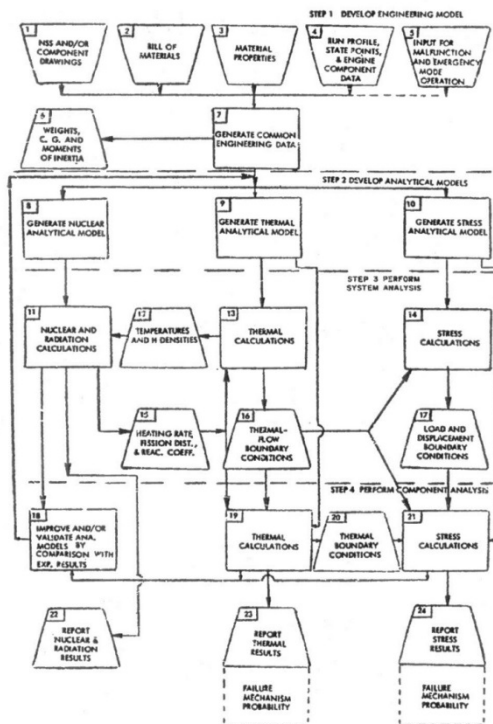 STEP 1 DEVELOP ENGINEERING MODEL
1
NSS AND/OR
COMPONENT
DRAWINGS
2
BILL OF
MATERIALS
3
MATERIAL
PROPERTIES
4
RUN PROFILE,
STATE POINTS,
& ENGINE
COMPONENT
DATA
5
INPUT FOR
MALFUNCTION
AND EMERGENCY
MODE
OPERATION
6
WEIGHTS,
C. G. AND
MOMENTS
OF INERTIA
7
GENERATE COMMON
ENGINEERING DATA
STEP 2 DEVELOP ANALYTICAL MODELS
8
GENERATE NUCLEAR
ANALYTICAL MODEL
9
GENERATE THERMAL
ANALYTICAL MODEL
10
GENERATE STRESS
ANALYTICAL MODEL
STEP 3 PERFORM
SYSTEM ANALYSIS
11
NUCLEAR AND
RADIATION
CALCULATIONS
12
TEMPERATURES
AND H DENSITIES
13
THERMAL
CALCULATIONS
14
STRESS
CALCULATIONS
15
HEATING RATE,
FISSION DIST.,
& REAC. COEFF.
16
THERMAL-
FLOW
BOUNDARY
CONDITIONS
17
LOAD AND
DISPLACEMENT
BOUNDARY
CONDITIONS
STEP 4 PERFORM COMPONENT ANALYSIS
18
IMPROVE AND/OR
VALIDATE ANA.
MODELS BY
COMPARISON WITH
EXP. RESULTS
19
THERMAL
CALCULATIONS
20
THERMAL
BOUNDARY
CONDITIONS
21
STRESS
CALCULATIONS
22
REPORT
NUCLEAR &
RADIATION
RESULTS
23
REPORT
THERMAL
RESULTS
24
REPORT
STRESS
RESULTS
FAILURE
MECHANISM
PROBABILITY
FAILURE
MECHANISM
PROBABILITY